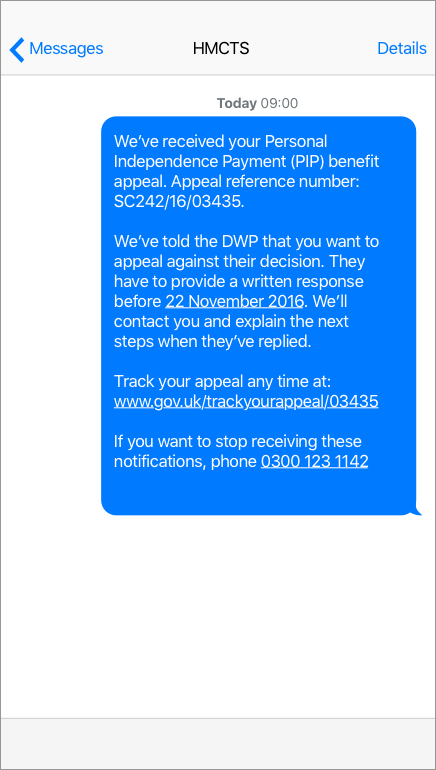 Messages HMCTS Details
Today 09:00
We’ve received your Personal
Independence Payment (PIP) benefit
appeal. Appeal reference number:
SC242/16/03435.
We’ve told the DWP that you want to
appeal against their decision. They
have to provide a written response
before 22 November 2016. We’ll
contact you and explain the next
steps when they’ve replied.
Track your appeal any time at:
www.gov.uk/trackyourappeal/03435
If you want to stop receiving these
notifications, phone 0300 123 1142